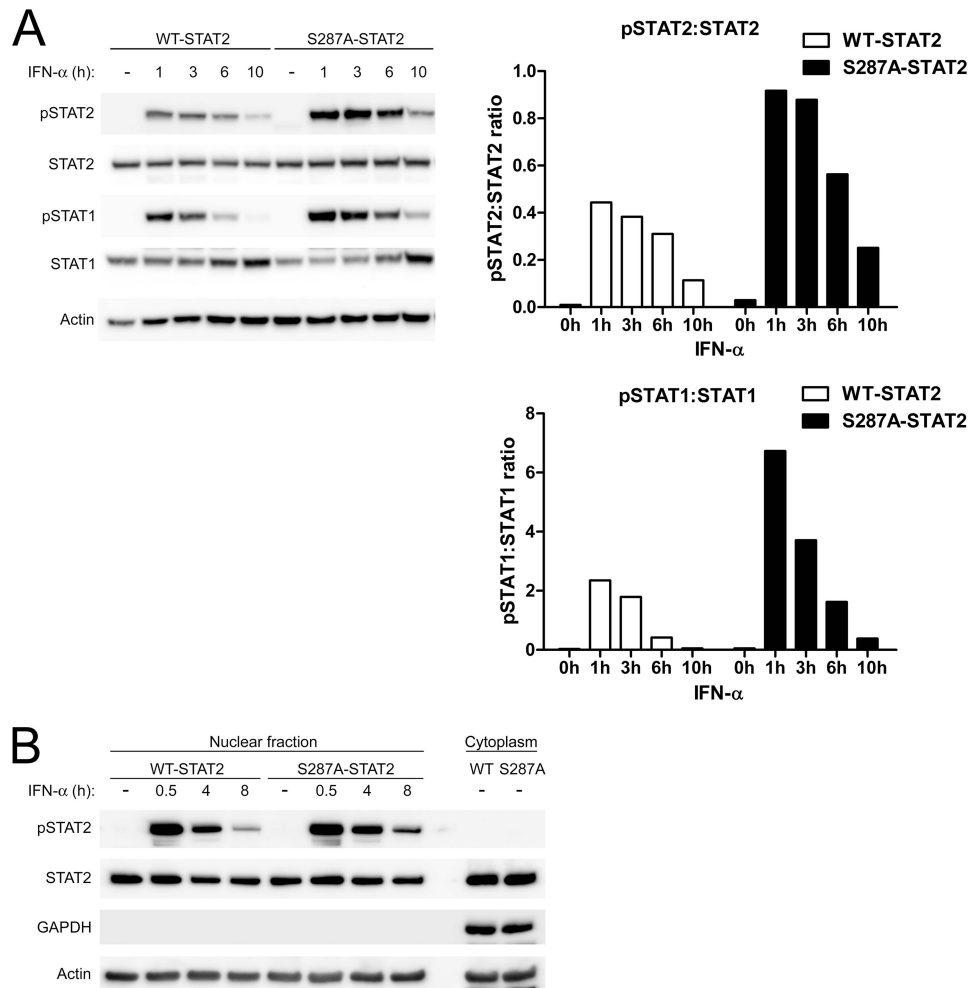 A
WT-STAT2 S287A-STAT2
IFN-α (h): - 1 3 6 10 - 1 3 6 10
pSTAT2
STAT2
pSTAT1
STAT1
Actin
pSTAT2:STAT2
WT-STAT2
S287A-STAT2
pSTAT2:STAT2 ratio
1.0
0.8
0.6
0.4
0.2
0.0
0h 1h 3h 6h 10h 0h 1h 3h 6h 10h
IFN-α
pSTAT1:STAT1
WT-STAT2
S287A-STAT2
pSTAT1:STAT1 ratio
8
6
4
2
0
0h 1h 3h 6h 10h 0h 1h 3h 6h 10h
IFN-α
B
Nuclear fraction Cytoplasm
WT-STAT2 S287A-STAT2 WT S287A
IFN-α (h): - 0.5 4 8 - 0.5 4 8 - -
pSTAT2
STAT2
GAPDH
Actin